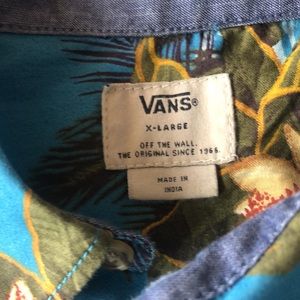 VANS®
X-LARGE
OFF THE WALL.
THE ORIGINAL SINCE 1966.
MADE IN
INDIA